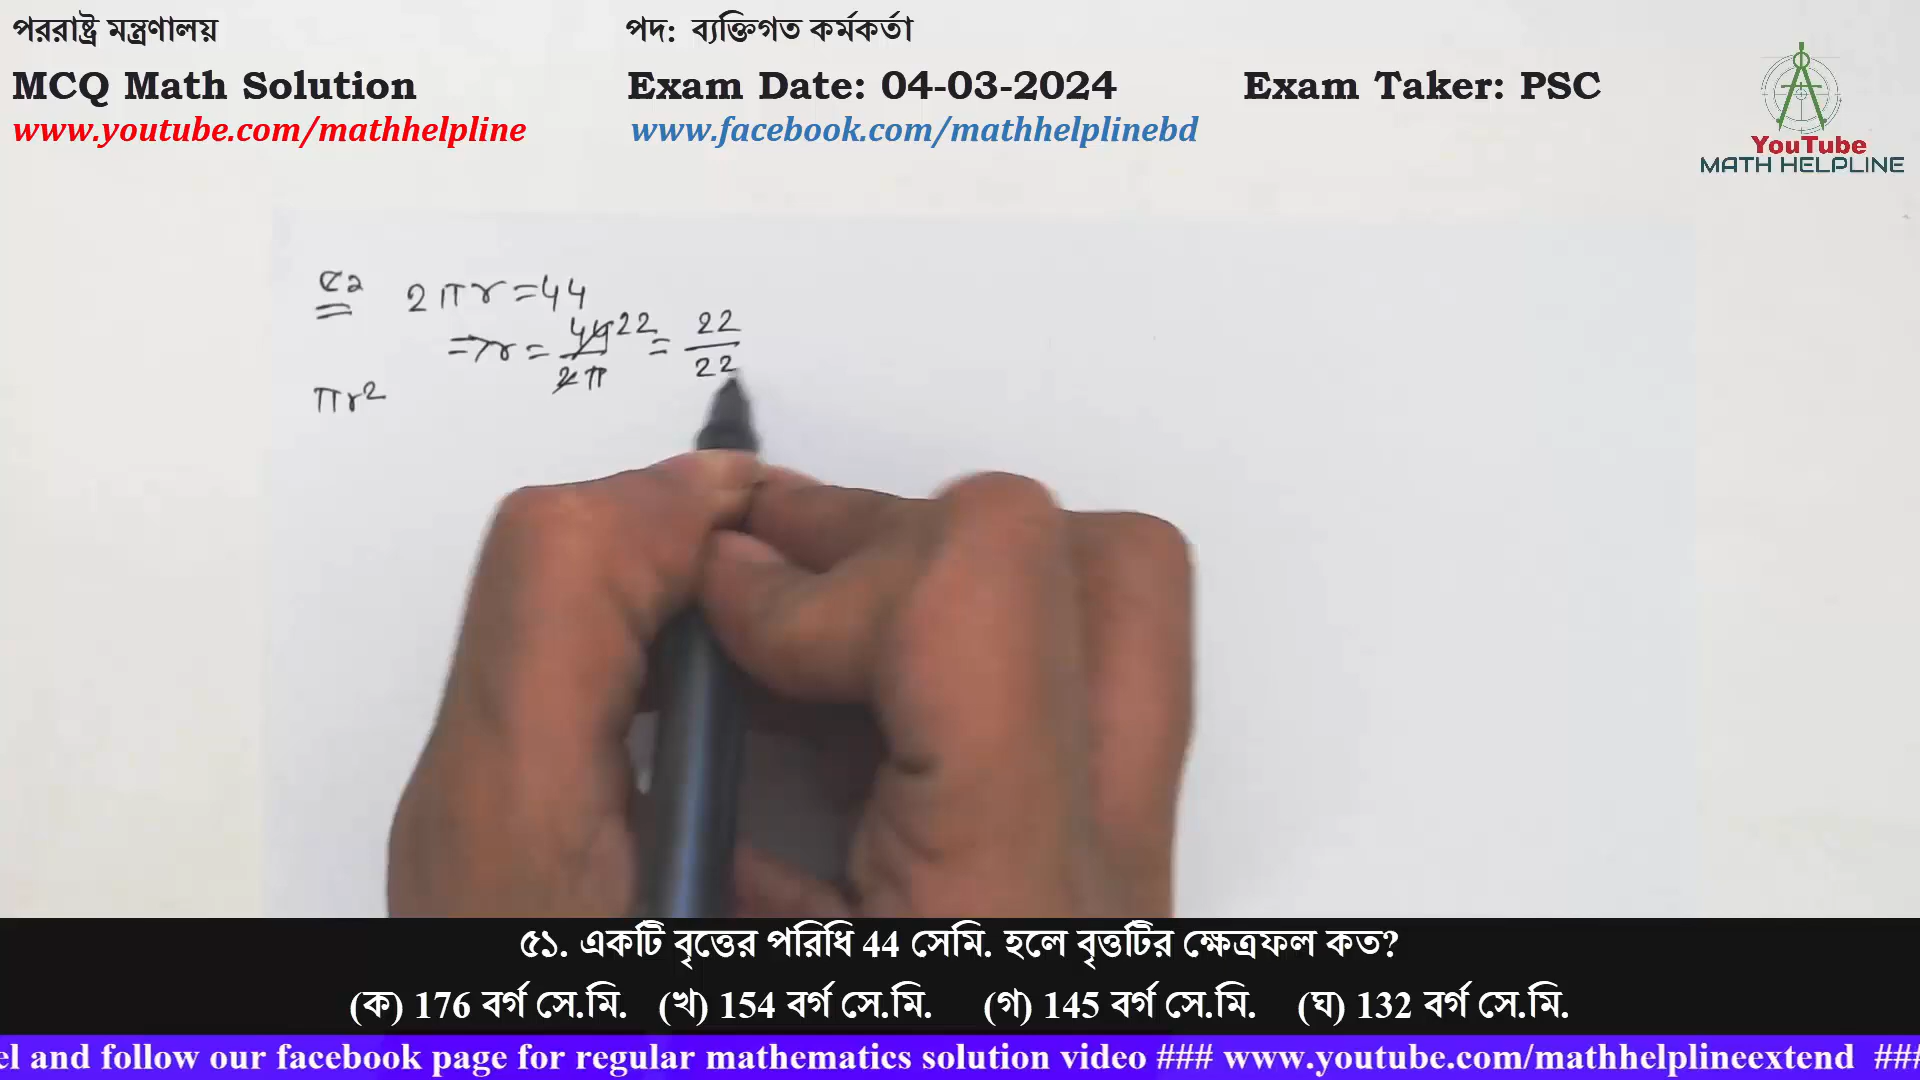 পররাষ্ট্র মন্ত্রণালয় পদ: ব্যক্তিগত কর্মকর্তা
MCQ Math Solution Exam Date: 04-03-2024 Exam Taker: PSC
www.youtube.com/mathhelpline www.facebook.com/mathhelplinebd
YouTube
MATH HELPLINE
2πr=44
⇒r = 44 22 / 2π = 22 / 22
πr²
৫১. একটি বৃত্তের পরিধি 44 সেমি. হলে বৃত্তটির ক্ষেত্রফল কত?
(ক) 176 বর্গ সে.মি. (খ) 154 বর্গ সে.মি. (গ) 145 বর্গ সে.মি. (ঘ) 132 বর্গ সে.মি.
el and follow our facebook page for regular mathematics solution video ### www.youtube.com/mathhelplineextend ###